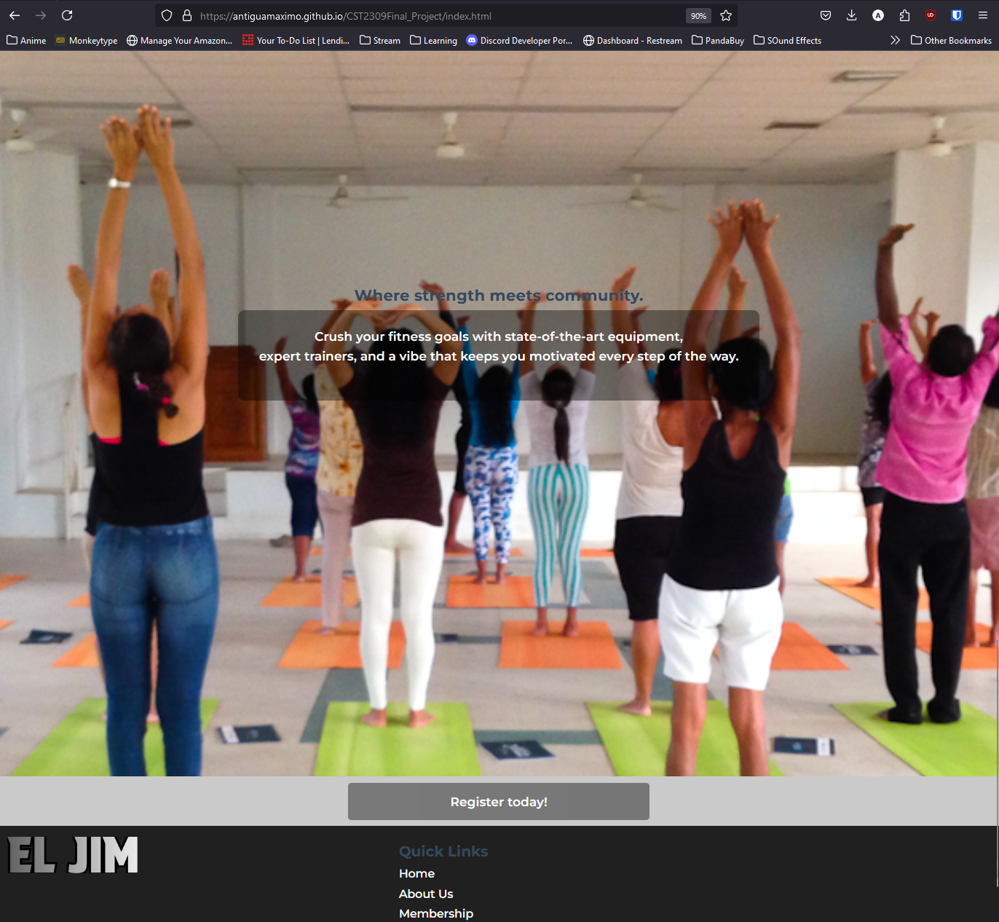 https://antiguamaximo.github.io/CST2309Final_Project/index.html
90%
A
UD
Anime
Monkeytype
Manage Your Amazon...
Your To-Do List | Lendi...
Stream
Learning
Discord Developer Por...
Dashboard - Restream
PandaBuy
SOund Effects
Other Bookmarks
Where strength meets community.
Crush your fitness goals with state-of-the-art equipment,
expert trainers, and a vibe that keeps you motivated every step of the way.
Register today!
EL JIM
Quick Links
Home
About Us
Membership